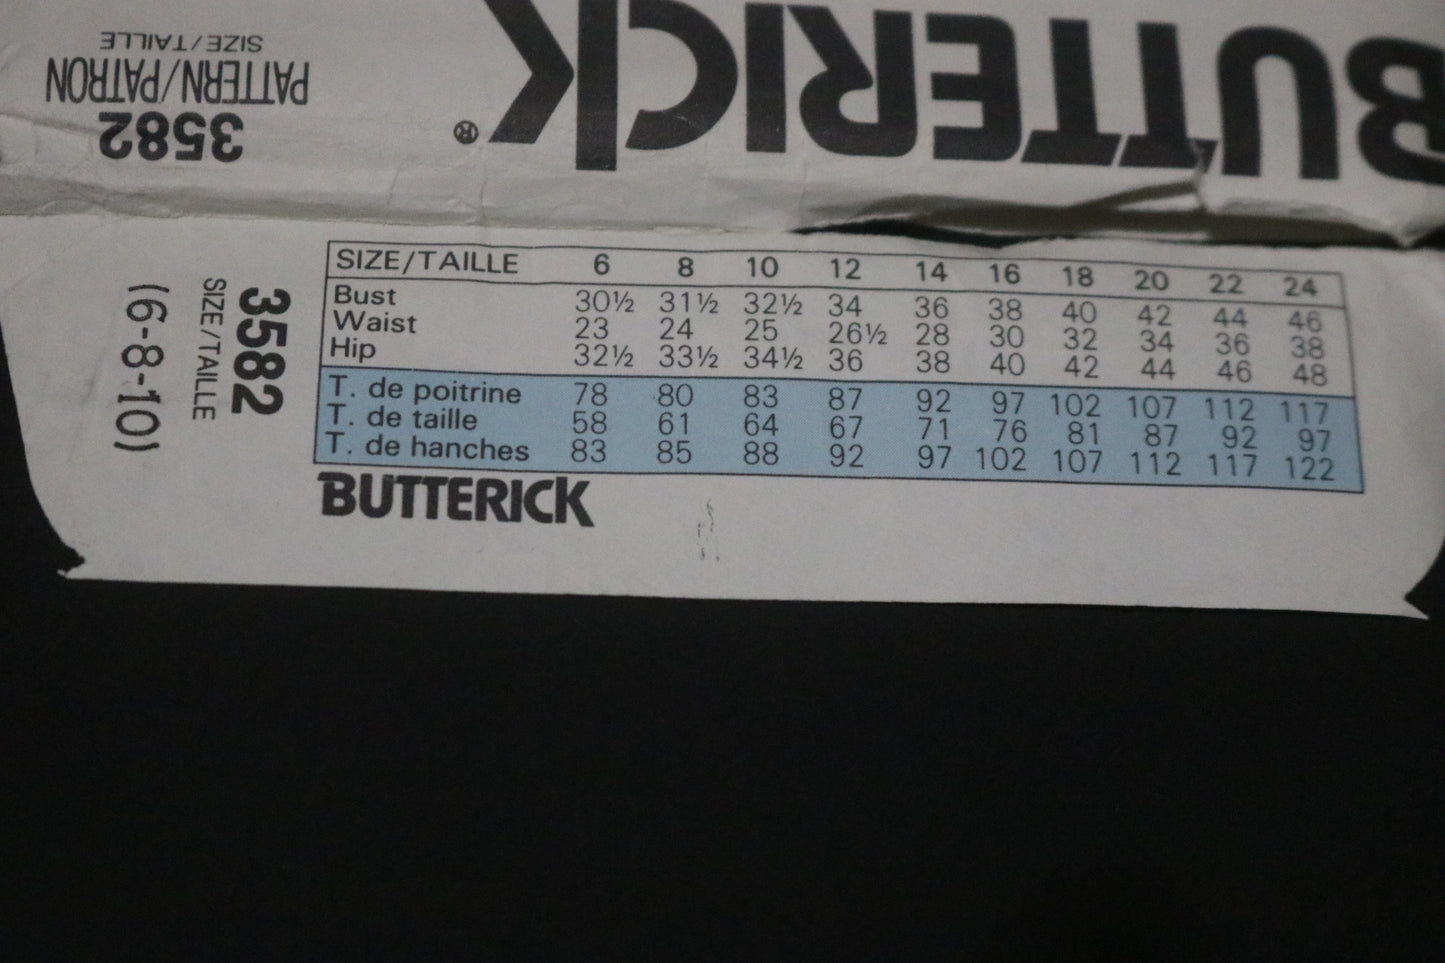 BUTTERICK®
3582
PATTERN/PATRON
SIZE/TAILLE
3582
SIZE/TAILLE
(6-8-10)
SIZE/TAILLE 6 8 10 12 14 16 18 20 22 24
Bust 30½ 31½ 32½ 34 36 38 40 42 44 46
Waist 23 24 25 26½ 28 30 32 34 36 38
Hip 32½ 33½ 34½ 36 38 40 42 44 46 48
T. de poitrine 78 80 83 87 92 97 102 107 112 117
T. de taille 58 61 64 67 71 76 81 87 92 97
T. de hanches 83 85 88 92 97 102 107 112 117 122
BUTTERICK